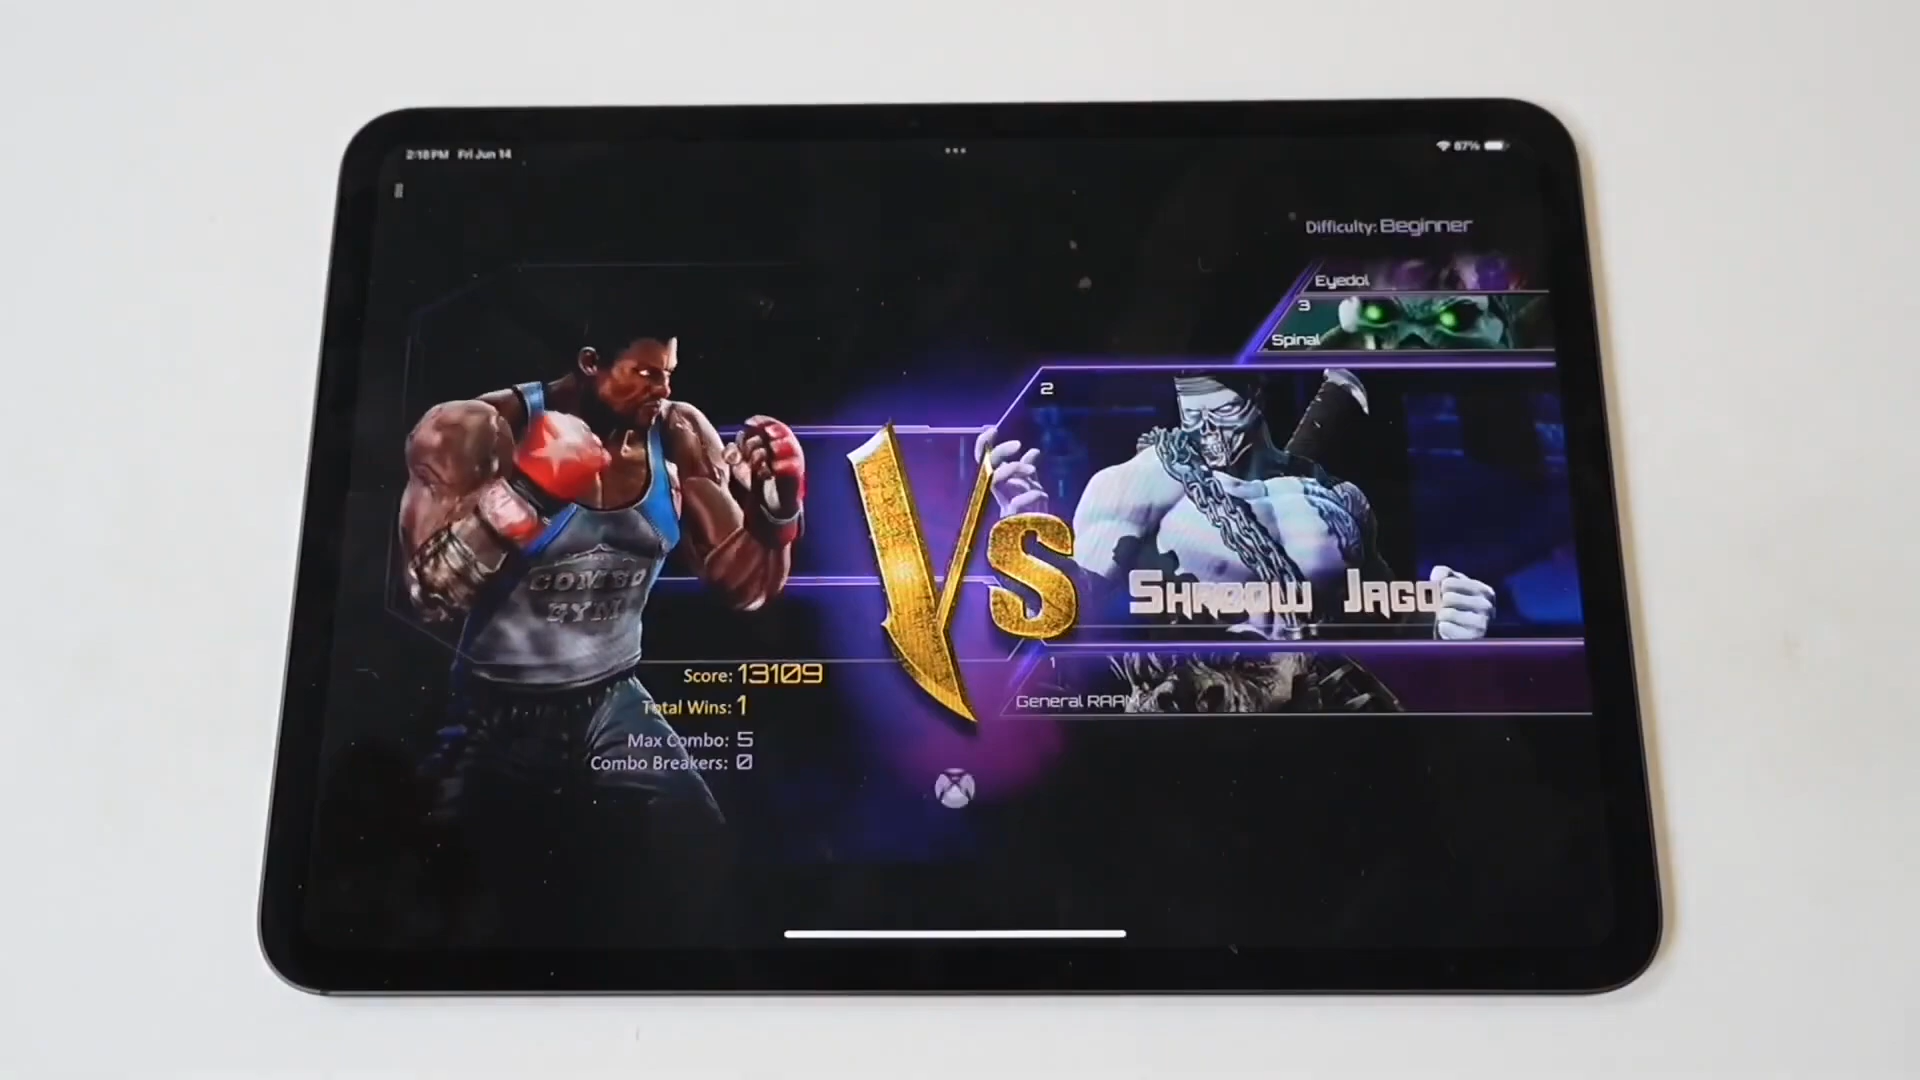 2:18 PM Fri Jun 14
87%
Difficulty: Beginner
Eyedol
3
Spinal
2
VS
SHADOW JAGO
COMBO
GYM
1
General RAAM
Score: 13109
Total Wins: 1
Max Combo: 5
Combo Breakers: 0